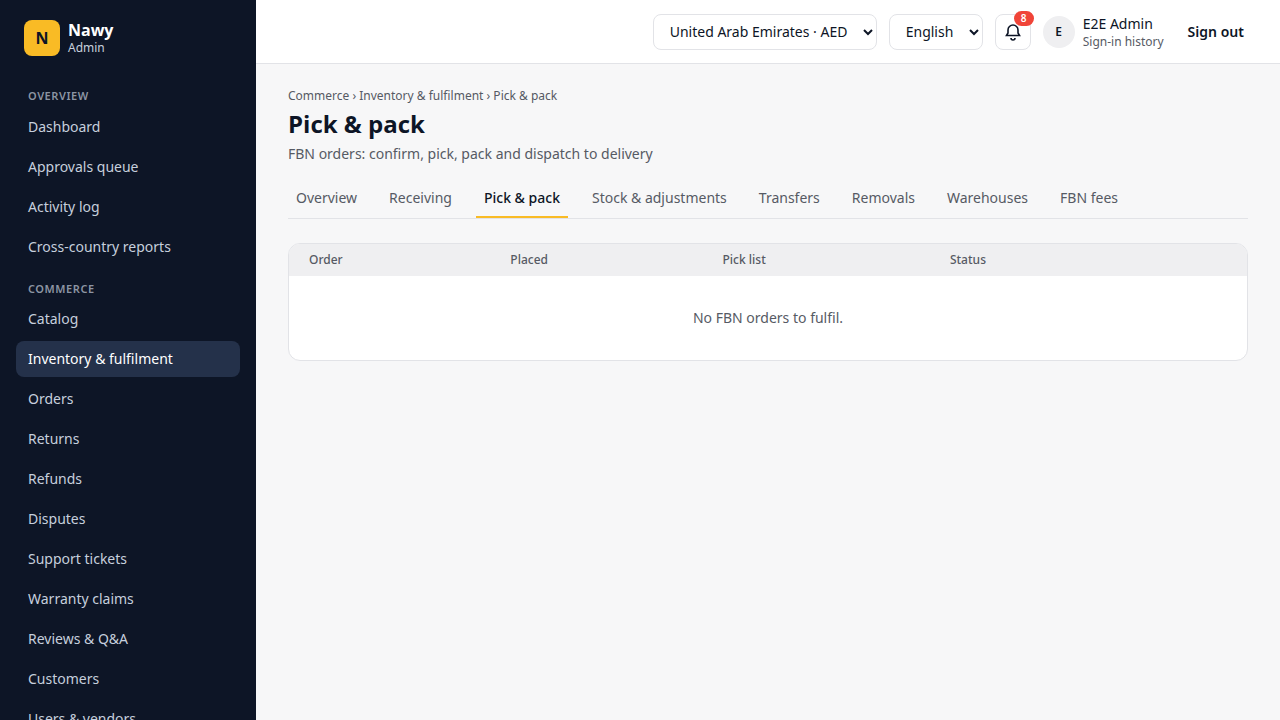 N
Nawy
Admin
United Arab Emirates · AED
English
8
E
E2E Admin
Sign-in history
Sign out
OVERVIEW
Dashboard
Approvals queue
Activity log
Cross-country reports
COMMERCE
Catalog
Inventory & fulfilment
Orders
Returns
Refunds
Disputes
Support tickets
Warranty claims
Reviews & Q&A
Customers
Users & vendors
Commerce › Inventory & fulfilment › Pick & pack
Pick & pack
FBN orders: confirm, pick, pack and dispatch to delivery
Overview Receiving Pick & pack Stock & adjustments Transfers Removals Warehouses FBN fees
Order Placed Pick list Status
No FBN orders to fulfil.